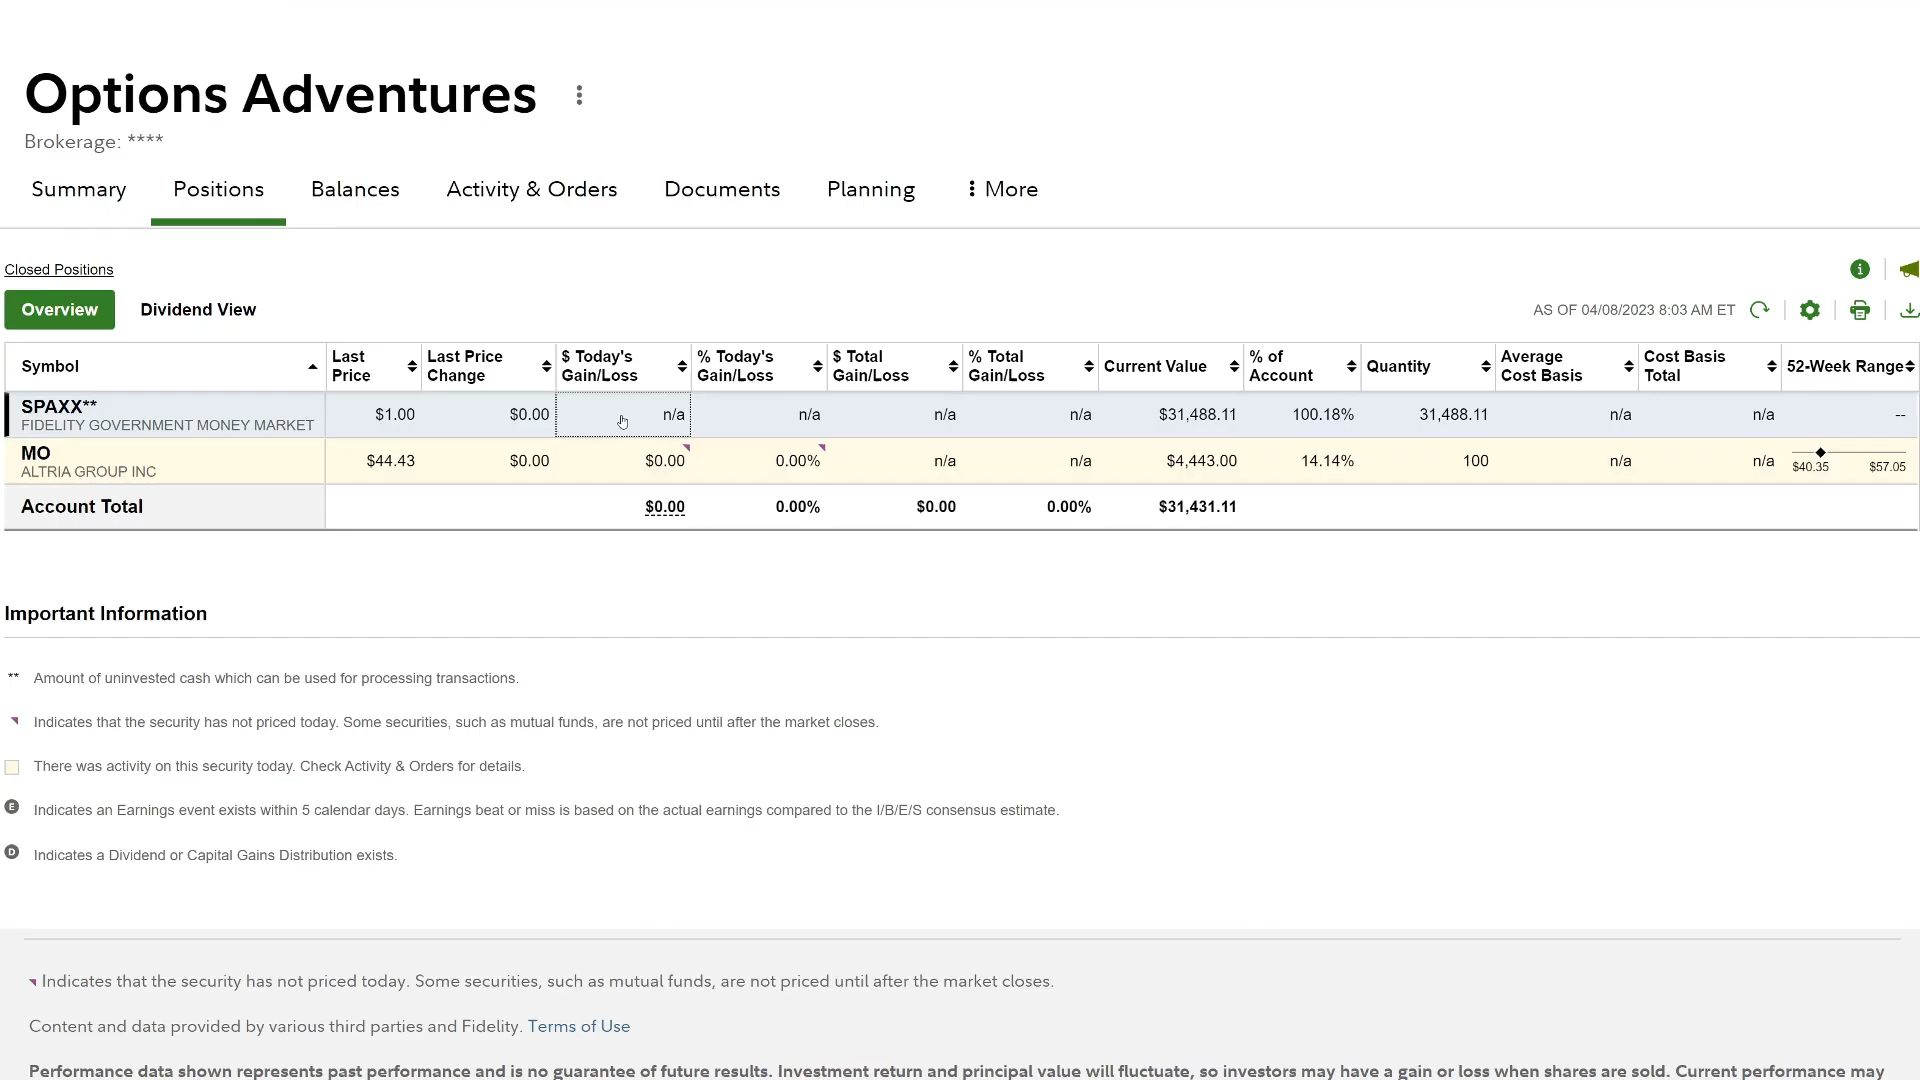 Options Adventures
Brokerage: ****
Summary Positions Balances Activity & Orders Documents Planning More
Closed Positions
Overview Dividend View AS OF 04/08/2023 8:03 AM ET
Symbol Last Price Last Price Change $ Today's Gain/Loss % Today's Gain/Loss $ Total Gain/Loss % Total Gain/Loss Current Value % of Account Quantity Average Cost Basis Cost Basis Total 52-Week Range
SPAXX** $1.00 $0.00 n/a n/a n/a n/a $31,488.11 100.18% 31,488.11 n/a n/a --
FIDELITY GOVERNMENT MONEY MARKET
MO $44.43 $0.00 $0.00 0.00% n/a n/a $4,443.00 14.14% 100 n/a n/a $40.35 $57.05
ALTRIA GROUP INC
Account Total $0.00 0.00% $0.00 0.00% $31,431.11
Important Information
** Amount of uninvested cash which can be used for processing transactions.
Indicates that the security has not priced today. Some securities, such as mutual funds, are not priced until after the market closes.
There was activity on this security today. Check Activity & Orders for details.
E Indicates an Earnings event exists within 5 calendar days. Earnings beat or miss is based on the actual earnings compared to the I/B/E/S consensus estimate.
D Indicates a Dividend or Capital Gains Distribution exists.
Indicates that the security has not priced today. Some securities, such as mutual funds, are not priced until after the market closes.
Content and data provided by various third parties and Fidelity. Terms of Use
Performance data shown represents past performance and is no guarantee of future results. Investment return and principal value will fluctuate, so investors may have a gain or loss when shares are sold. Current performance may